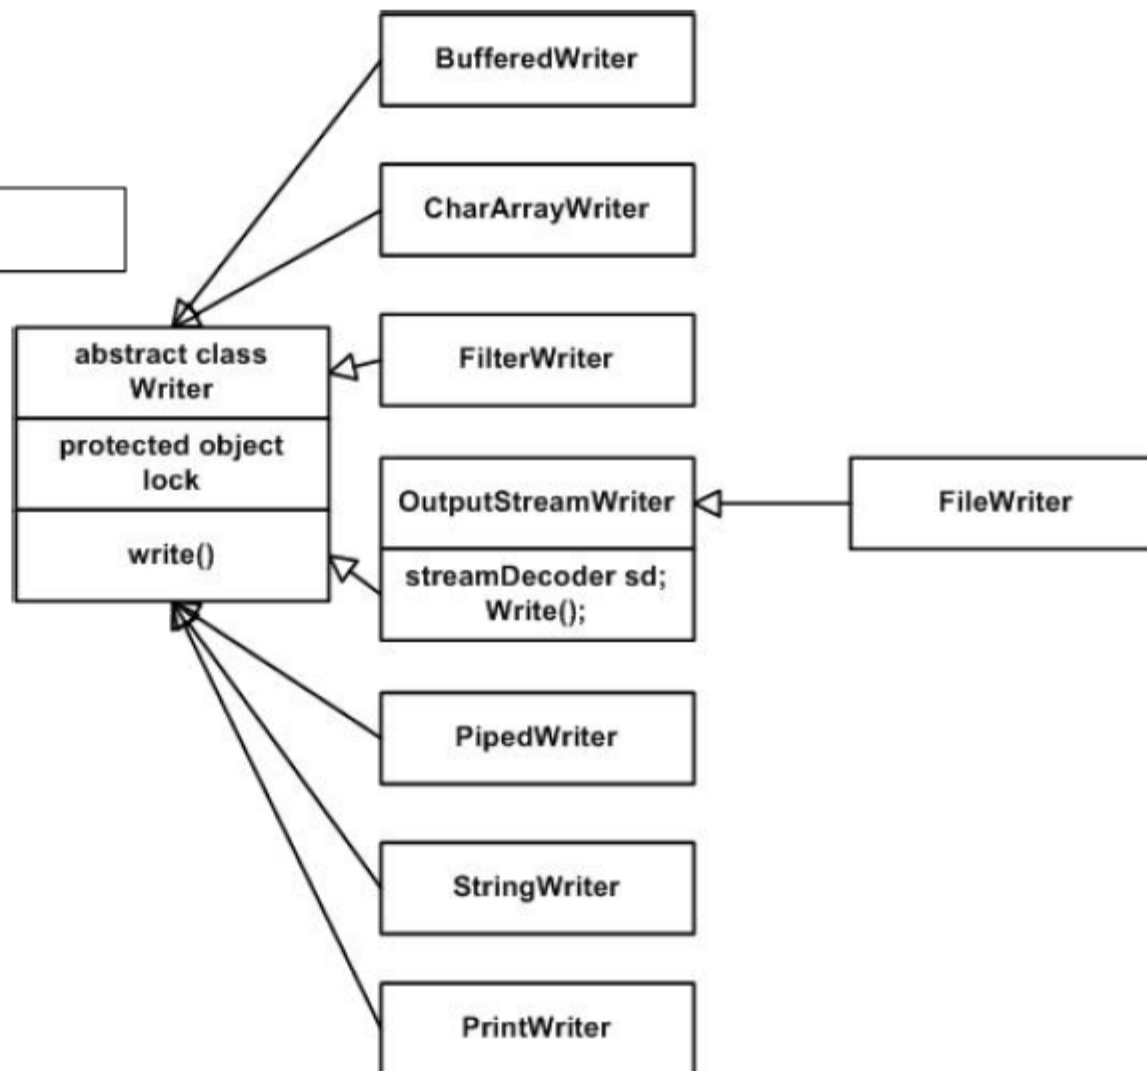 BufferedWriter
CharArrayWriter
abstract class
Writer
protected object
lock
write()
FilterWriter
OutputStreamWriter
streamDecoder sd;
Write();
FileWriter
PipedWriter
StringWriter
PrintWriter